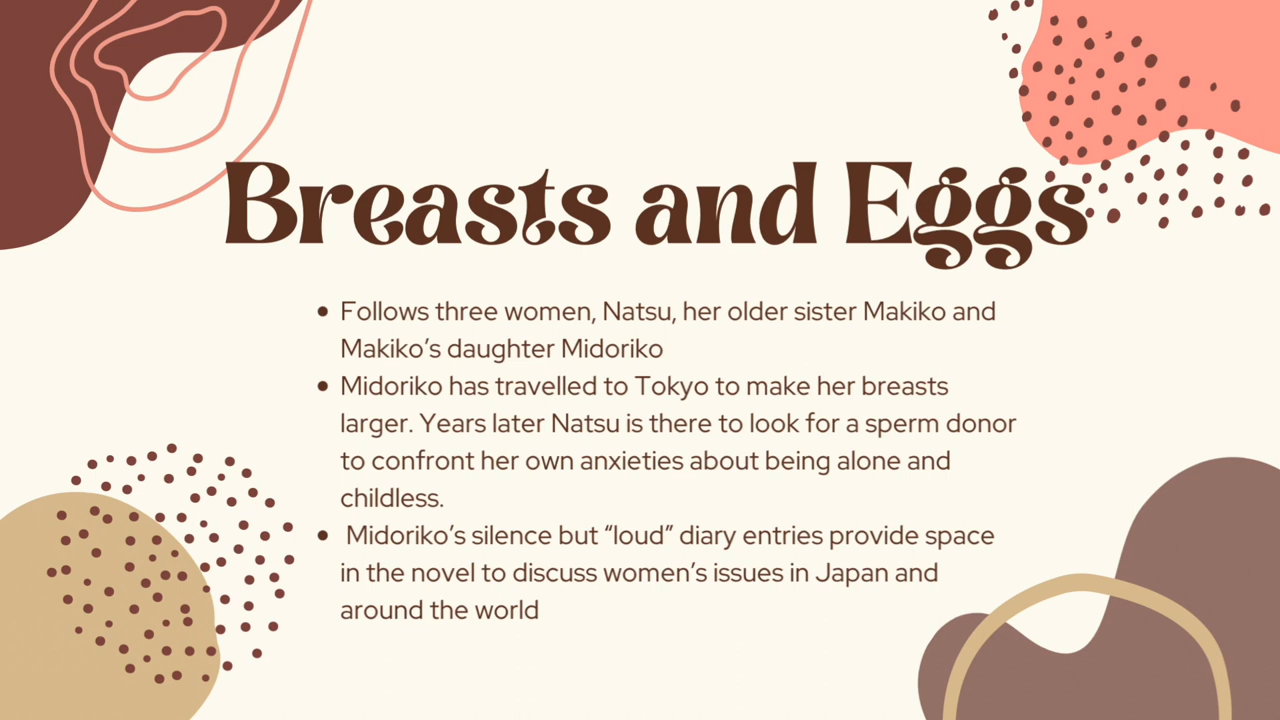 Breasts and Eggs
• Follows three women, Natsu, her older sister Makiko and
Makiko’s daughter Midoriko
• Midoriko has travelled to Tokyo to make her breasts
larger. Years later Natsu is there to look for a sperm donor
to confront her own anxieties about being alone and
childless.
• Midoriko’s silence but “loud” diary entries provide space
in the novel to discuss women’s issues in Japan and
around the world